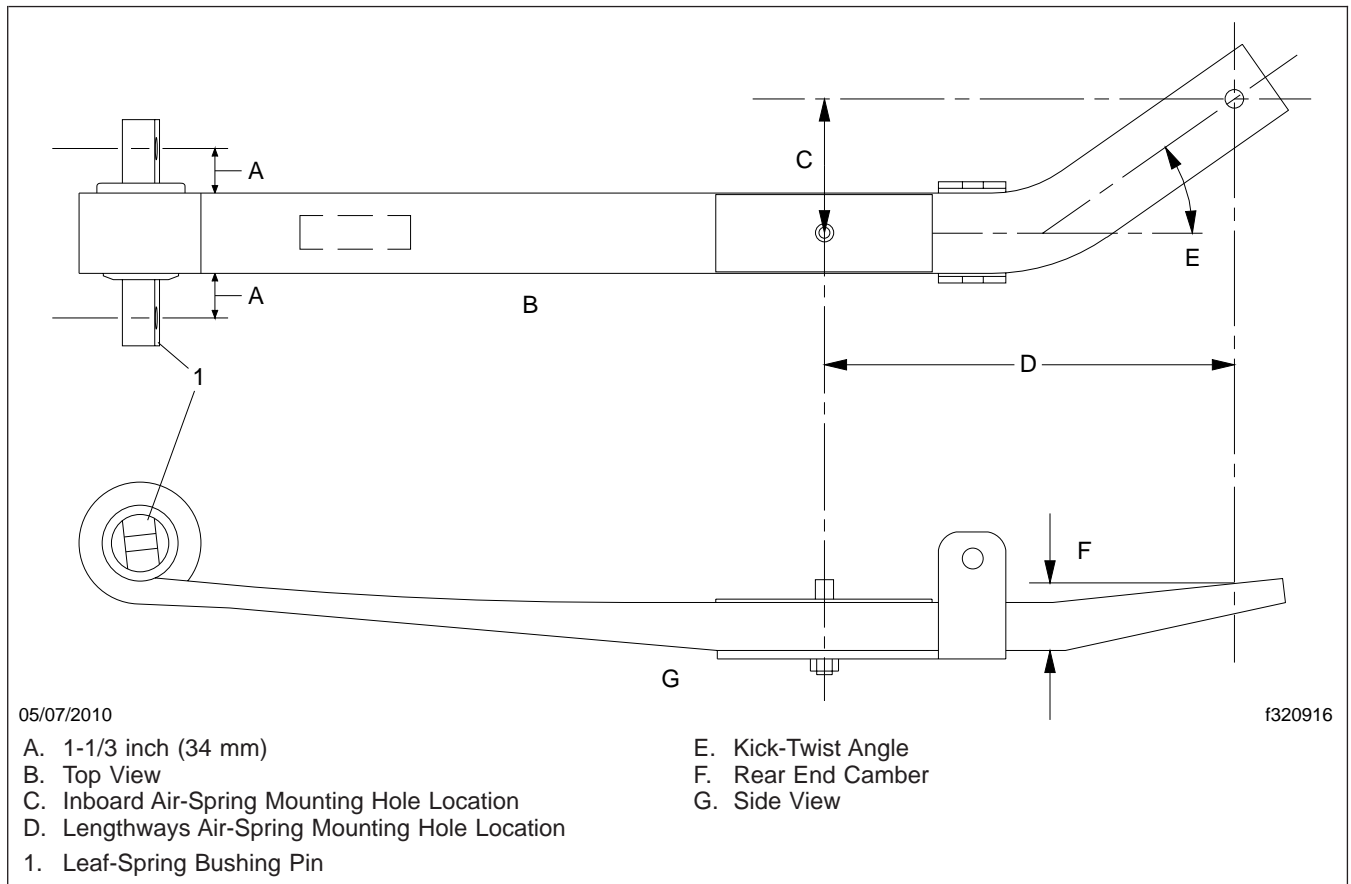 A
C
E
A
B
D
1
F
G
05/07/2010
f320916
A. 1-1/3 inch (34 mm)
B. Top View
C. Inboard Air-Spring Mounting Hole Location
D. Lengthways Air-Spring Mounting Hole Location
1. Leaf-Spring Bushing Pin
E. Kick-Twist Angle
F. Rear End Camber
G. Side View